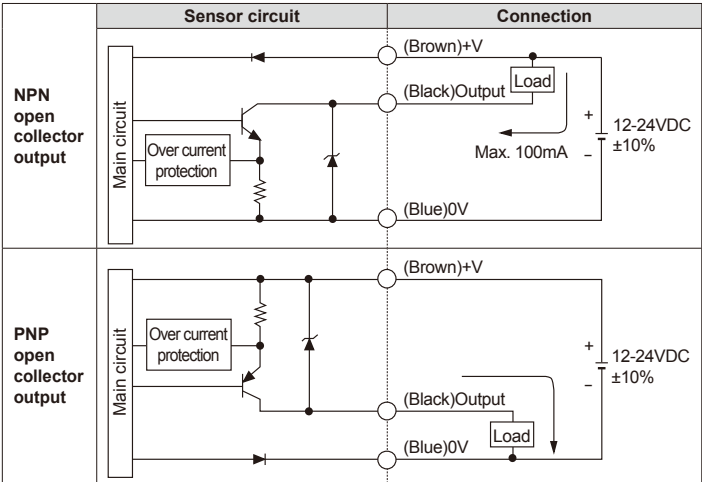 Sensor circuit
Connection
NPN
open
collector
output
Main circuit
Over current
protection
(Brown)+V
(Black)Output
Load
Max. 100mA
+
12-24VDC
±10%
−
(Blue)0V
PNP
open
collector
output
Main circuit
Over current
protection
(Brown)+V
+
12-24VDC
±10%
−
(Black)Output
Load
(Blue)0V